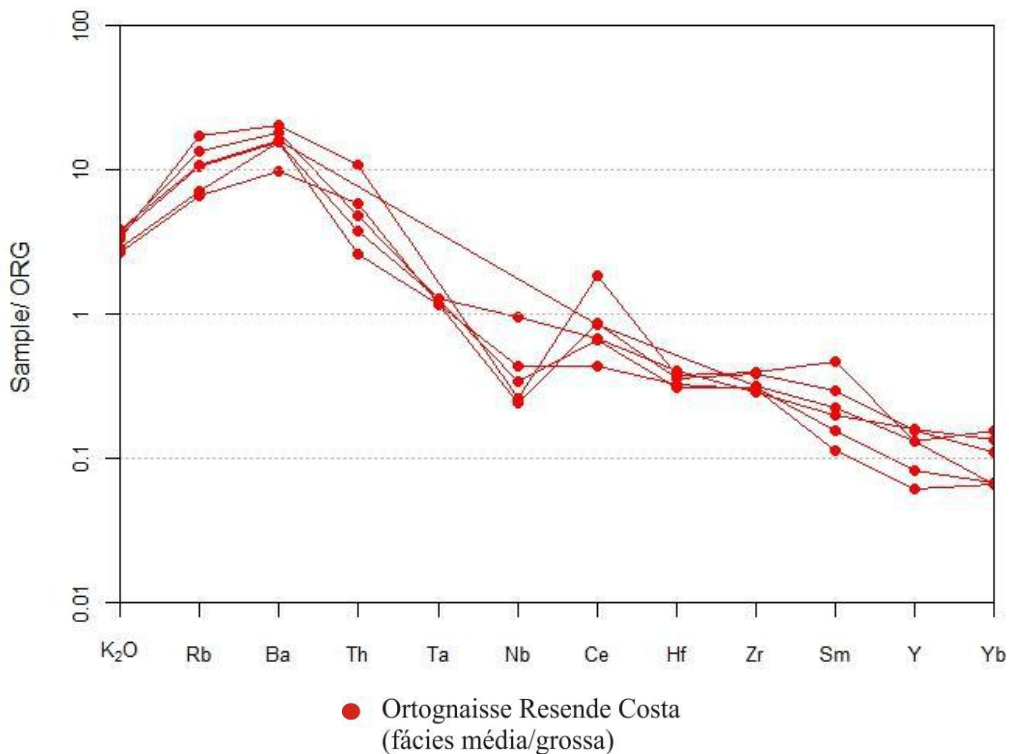 100
10
1
0.1
0.01
Sample/ ORG
K₂O Rb Ba Th Ta Nb Ce Hf Zr Sm Y Yb
Ortognaisse Resende Costa
(fácies média/grossa)